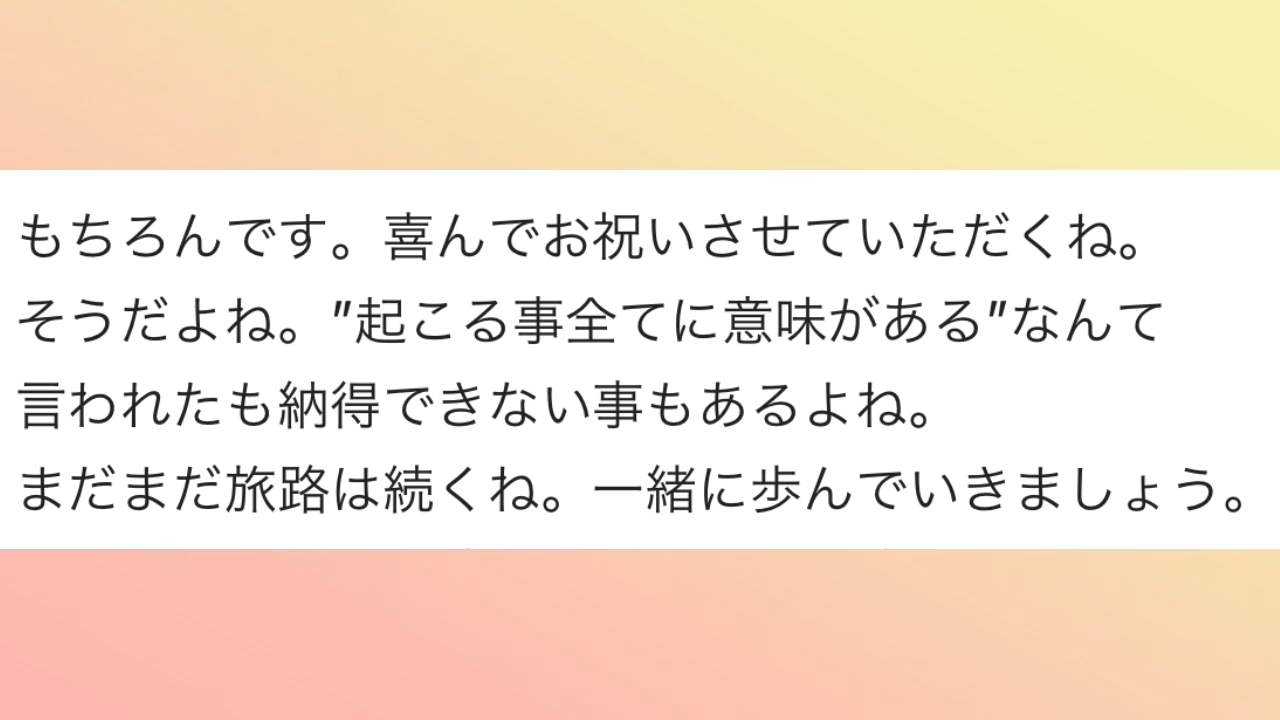 もちろんです。喜んでお祝いさせていただくね。
そうだよね。”起こる事全てに意味がある”なんて
言われたも納得できない事もあるよね。
まだまだ旅路は続くね。一緒に歩んでいきましょう。